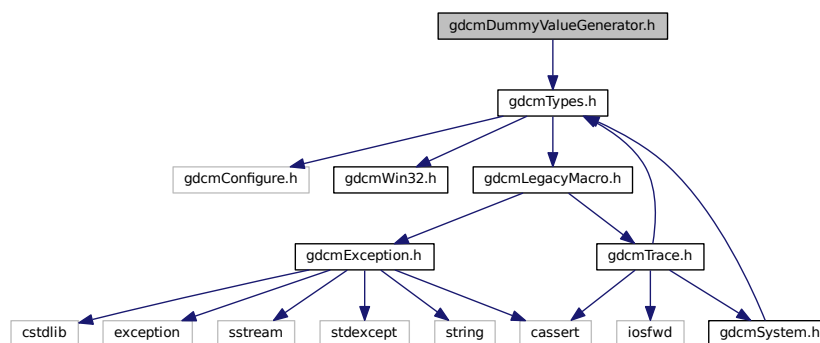 gdcmDummyValueGenerator.h
gdcmTypes.h
gdcmConfigure.h
gdcmWin32.h
gdcmLegacyMacro.h
gdcmException.h
gdcmTrace.h
cstdlib
exception
sstream
stdexcept
string
cassert
iosfwd
gdcmSystem.h